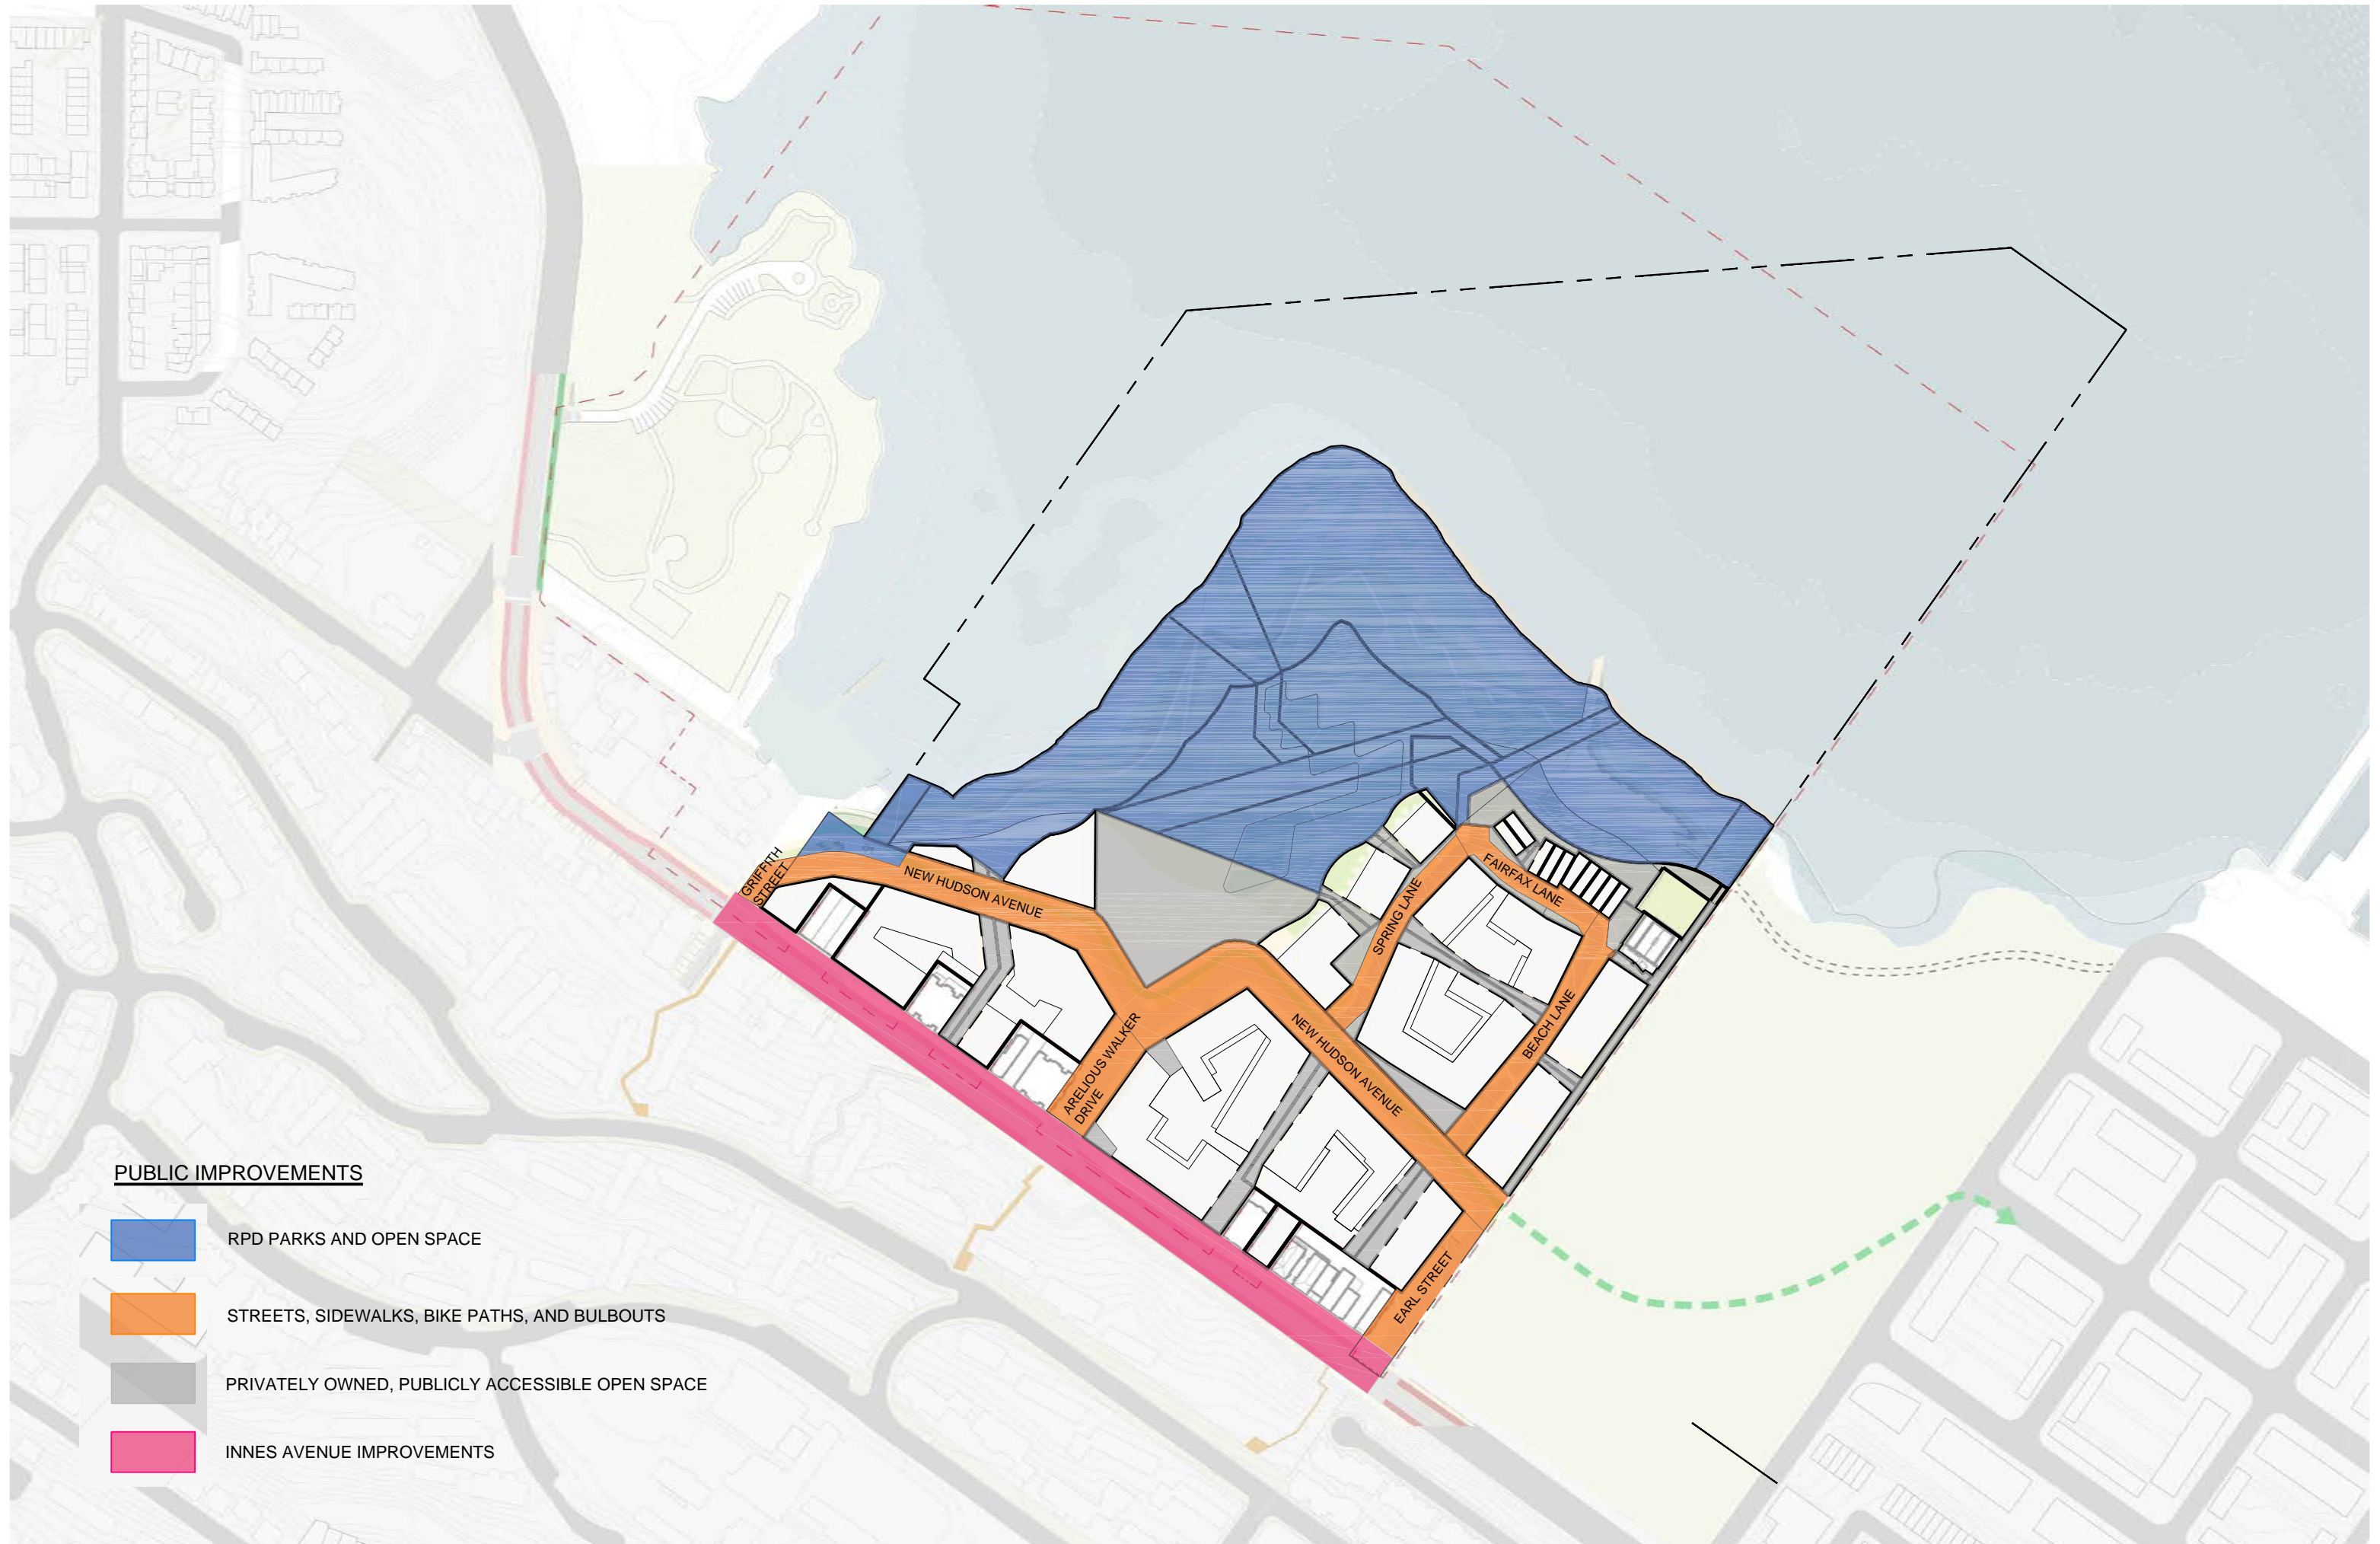 GRIFFITH
STREET
NEW HUDSON AVENUE
FAIRFAX LANE
SPRING LANE
BEACH LANE
ARELIOUS WALKER
DRIVE
NEW HUDSON AVENUE
EARL STREET
PUBLIC IMPROVEMENTS
RPD PARKS AND OPEN SPACE
STREETS, SIDEWALKS, BIKE PATHS, AND BULBOUTS
PRIVATELY OWNED, PUBLICLY ACCESSIBLE OPEN SPACE
INNES AVENUE IMPROVEMENTS